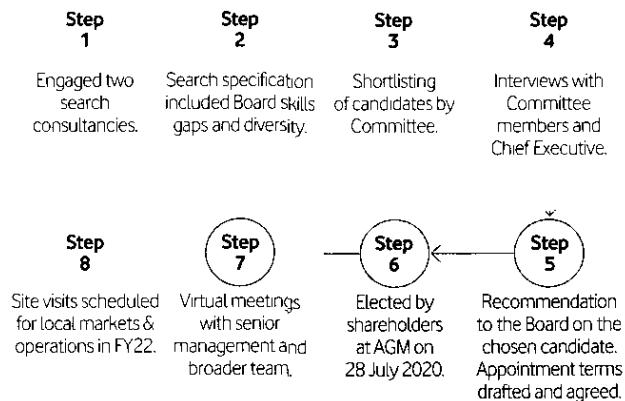 Step
1
Engaged two
search
consultancies.
Step
2
Search specification
included Board skills
gaps and diversity.
Step
3
Shortlisting
of candidates by
Committee.
Step
4
Interviews with
Committee
members and
Chief Executive.
Step
5
Recommendation
to the Board on the
chosen candidate.
Appointment terms
drafted and agreed.
Step
6
Elected by
shareholders
at AGM on
28 July 2020.
Step
7
Virtual meetings
with senior
management and
broader team.
Step
8
Site visits scheduled
for local markets &
operations in FY22.